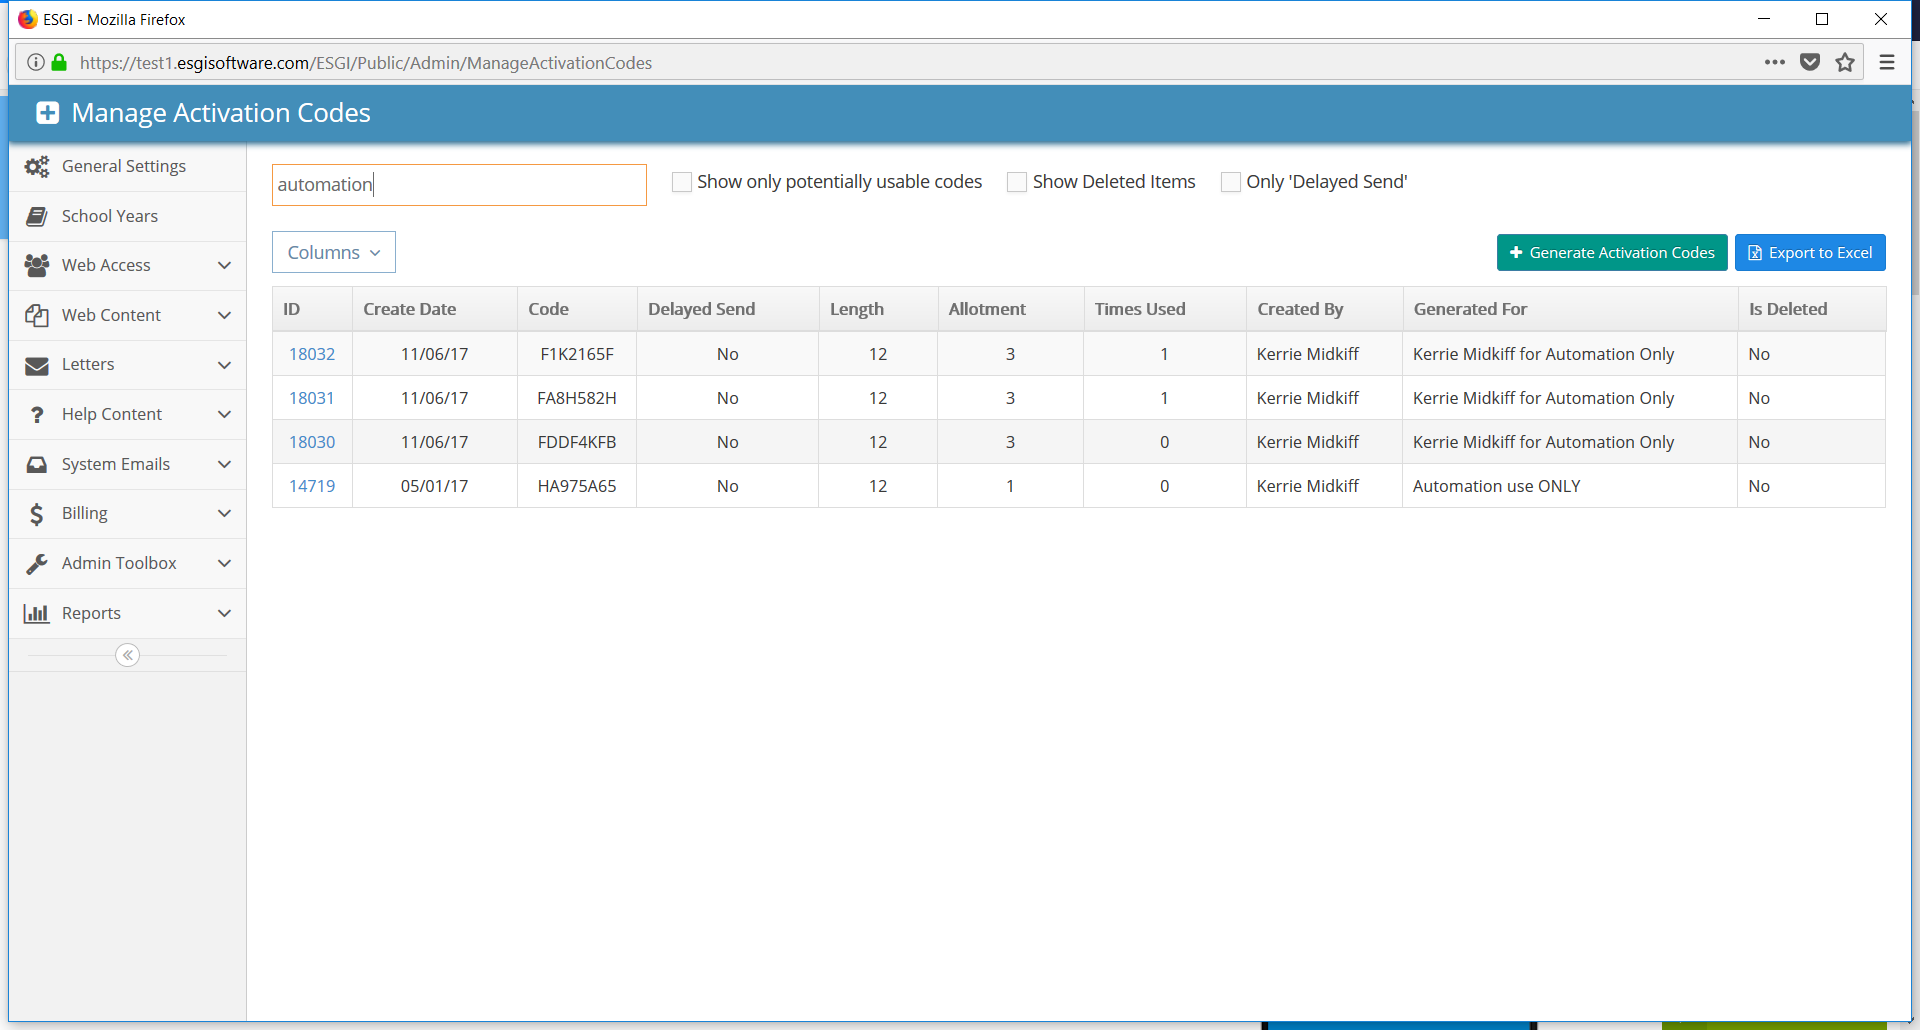 ESGI - Mozilla Firefox
https://test1.esgisoftware.com/ESGI/Public/Admin/ManageActivationCodes
Manage Activation Codes
General Settings
School Years
Web Access
Web Content
Letters
Help Content
System Emails
Billing
Admin Toolbox
Reports
automation
Show only potentially usable codes Show Deleted Items Only 'Delayed Send'
Columns
Generate Activation Codes Export to Excel
ID Create Date Code Delayed Send Length Allotment Times Used Created By Generated For Is Deleted
18032 11/06/17 F1K2165F No 12 3 1 Kerrie Midkiff Kerrie Midkiff for Automation Only No
18031 11/06/17 FA8H582H No 12 3 1 Kerrie Midkiff Kerrie Midkiff for Automation Only No
18030 11/06/17 FDDF4KFB No 12 3 0 Kerrie Midkiff Kerrie Midkiff for Automation Only No
14719 05/01/17 HA975A65 No 12 1 0 Kerrie Midkiff Automation use ONLY No